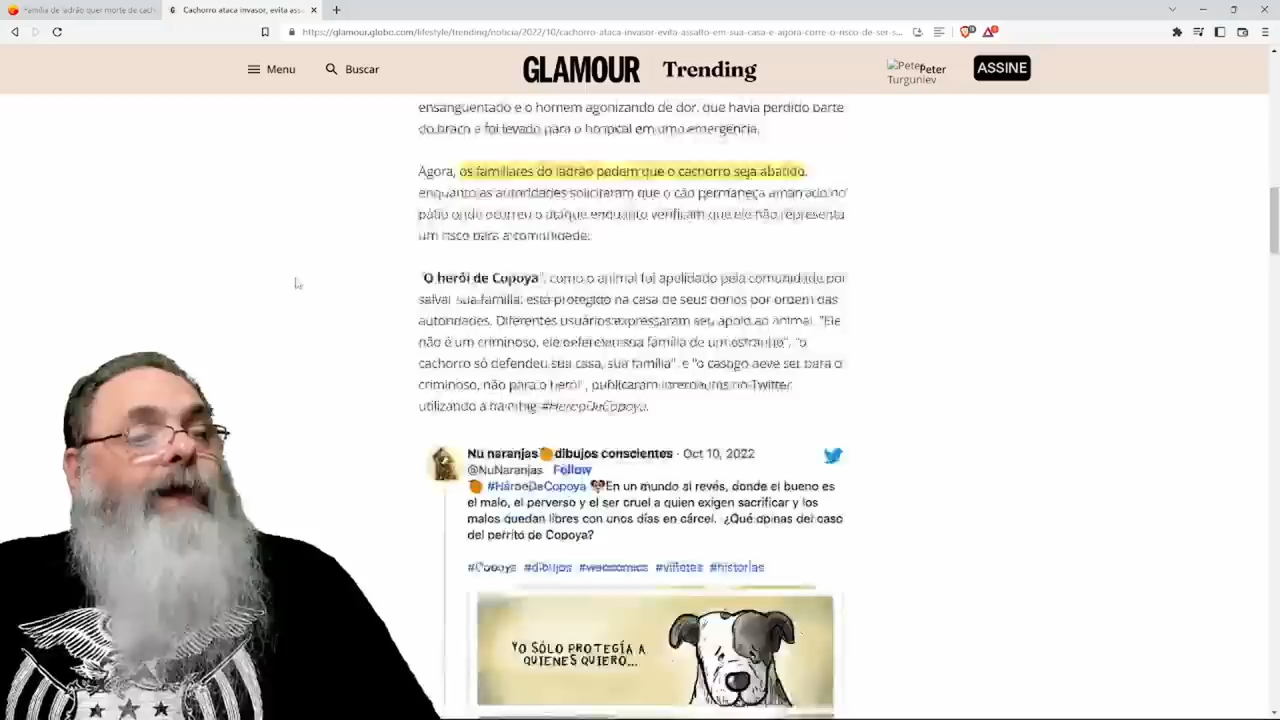 Família de ladrão quer morte de cach
Cachorro ataca invasor, evita ass
https://glamour.globo.com/lifestyle/trending/noticia/2022/10/cachorro-ataca-invasor-evita-assalto-em-sua-casa-e-agora-corre-o-risco-de-ser-s...
Menu
Buscar
GLAMOUR
Trending
Peter Turguniev
Peter
ASSINE
ensanguentado e o homem agonizando de dor, que havia perdido parte
do braço e foi levado para o hospital em uma emergência.
Agora, os familiares do ladrão pedem que o cachorro seja abatido,
enquanto as autoridades solicitaram que o cão permaneça amarrado no
pátio onde ocorreu o ataque enquanto verificam que ele não representa
um risco para a comunidade.
"O herói de Copoya", como o animal foi apelidado pela comunidade por
salvar sua família, está protegido na casa de seus donos por ordem das
autoridades. Diferentes usuários expressaram seu apoio ao animal. "Ele
não é um criminoso, ele defendeu sua família de um estranho", "o
cachorro só defendeu sua casa, sua família" e "o castigo deve ser para o
criminoso, não para o herói", publicaram internautas no Twitter
utilizando a hashtag #HeroeDeCopoya.
Nu naranjas🍊dibujos conscientes · Oct 10, 2022
@NuNaranjas Follow
#HéroeDeCopoya En un mundo al revés, donde el bueno es
el malo, el perverso y el ser cruel a quien exigen sacrificar y los
malos quedan libres con unos días en cárcel. ¿Qué opinas del caso
del perrito de Copoya?
#Copoya #dibujos #webcomics #viñetas #historias
YO SÓLO PROTEGÍA A
QUIENES QUIERO...